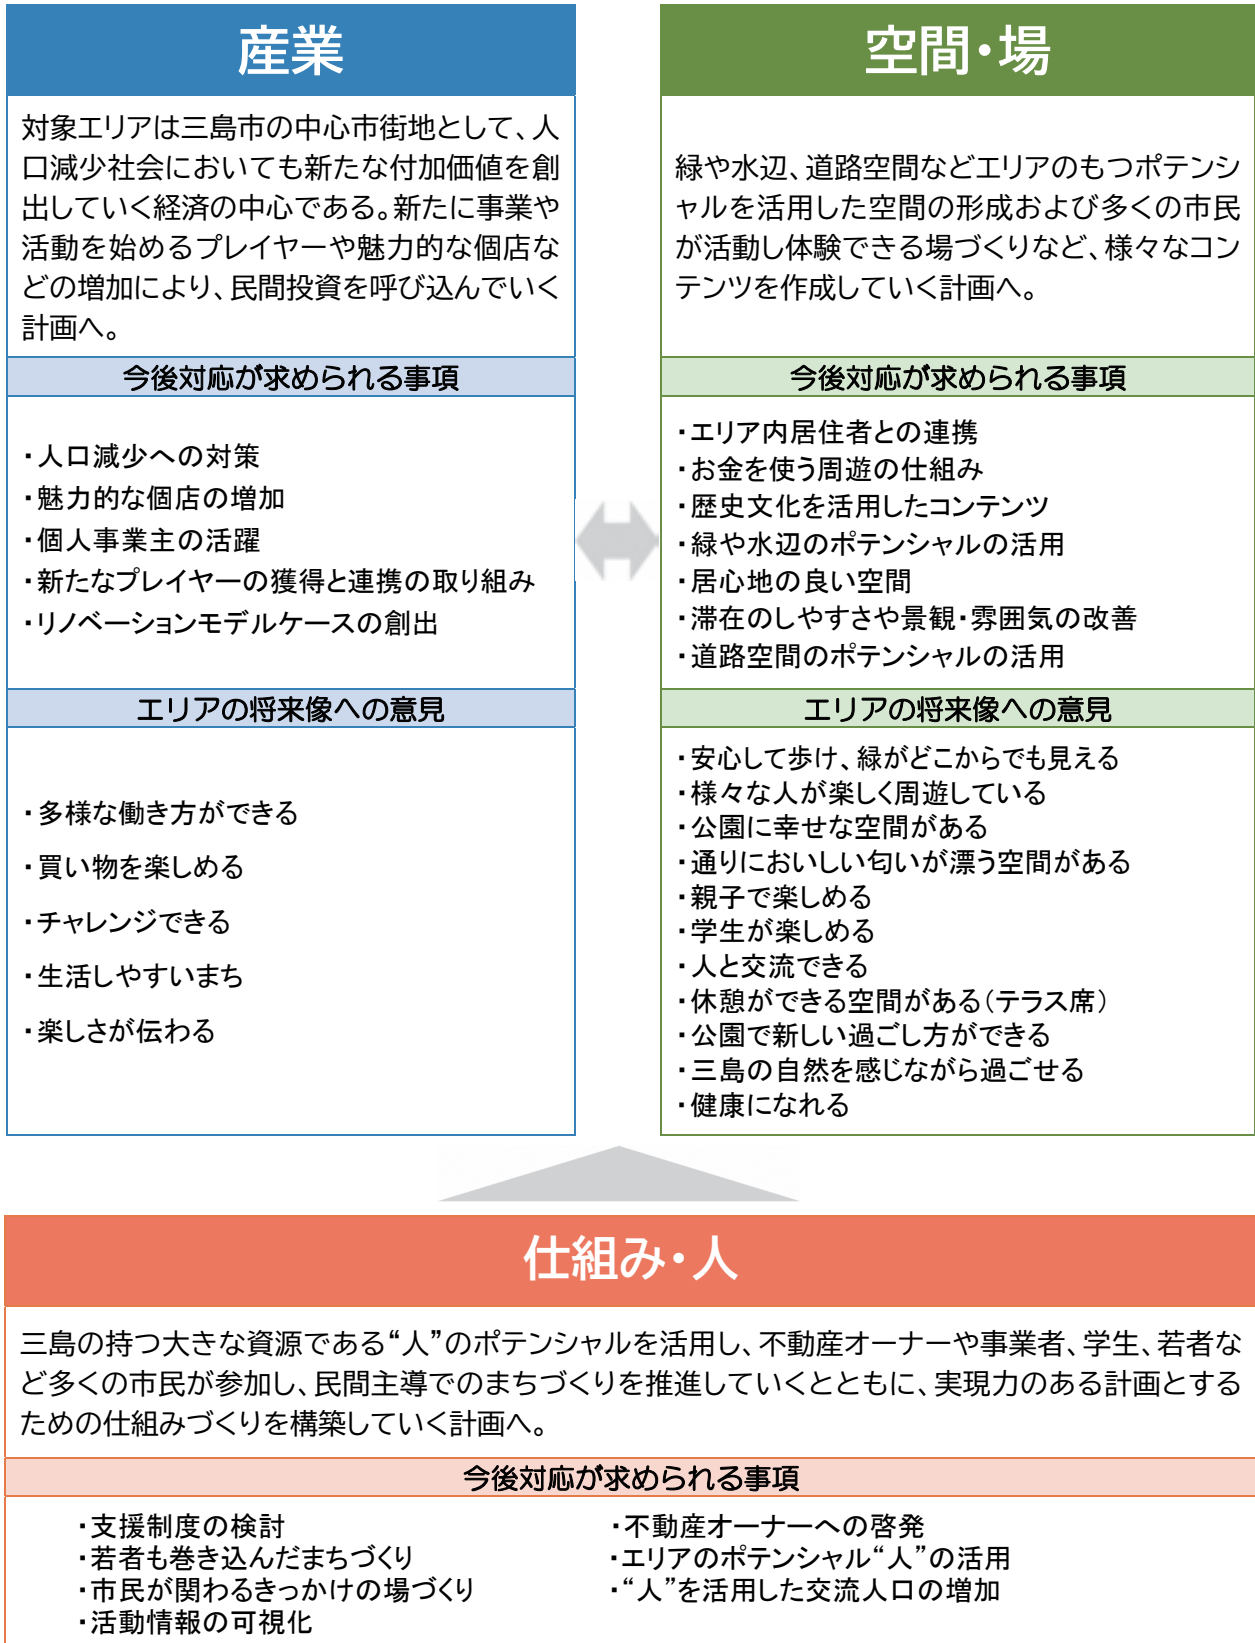 産業
対象エリアは三島市の中心市街地として、人
口減少社会においても新たな付加価値を創
出していく経済の中心である。新たに事業や
活動を始めるプレイヤーや魅力的な個店な
どの増加により、民間投資を呼び込んでいく
計画へ。
今後対応が求められる事項
・人口減少への対策
・魅力的な個店の増加
・個人事業主の活躍
・新たなプレイヤーの獲得と連携の取り組み
・リノベーションモデルケースの創出
エリアの将来像への意見
・多様な働き方ができる
・買い物を楽しめる
・チャレンジできる
・生活しやすいまち
・楽しさが伝わる
空間・場
緑や水辺、道路空間などエリアのもつポテンシ
ャルを活用した空間の形成および多くの市民
が活動し体験できる場づくりなど、様々なコン
テンツを作成していく計画へ。
今後対応が求められる事項
・エリア内居住者との連携
・お金を使う周遊の仕組み
・歴史文化を活用したコンテンツ
・緑や水辺のポテンシャルの活用
・居心地の良い空間
・滞在のしやすさや景観・雰囲気の改善
・道路空間のポテンシャルの活用
エリアの将来像への意見
・安心して歩け、緑がどこからでも見える
・様々な人が楽しく周遊している
・公園に幸せな空間がある
・通りにおいしい匂いが漂う空間がある
・親子で楽しめる
・学生が楽しめる
・人と交流できる
・休憩ができる空間がある（テラス席）
・公園で新しい過ごし方ができる
・三島の自然を感じながら過ごせる
・健康になれる
仕組み・人
三島の持つ大きな資源である“人”のポテンシャルを活用し、不動産オーナーや事業者、学生、若者な
ど多くの市民が参加し、民間主導でのまちづくりを推進していくとともに、実現力のある計画とする
ための仕組みづくりを構築していく計画へ。
今後対応が求められる事項
・支援制度の検討
・若者も巻き込んだまちづくり
・市民が関わるきっかけの場づくり
・活動情報の可視化
・不動産オーナーへの啓発
・エリアのポテンシャル“人”の活用
・“人”を活用した交流人口の増加